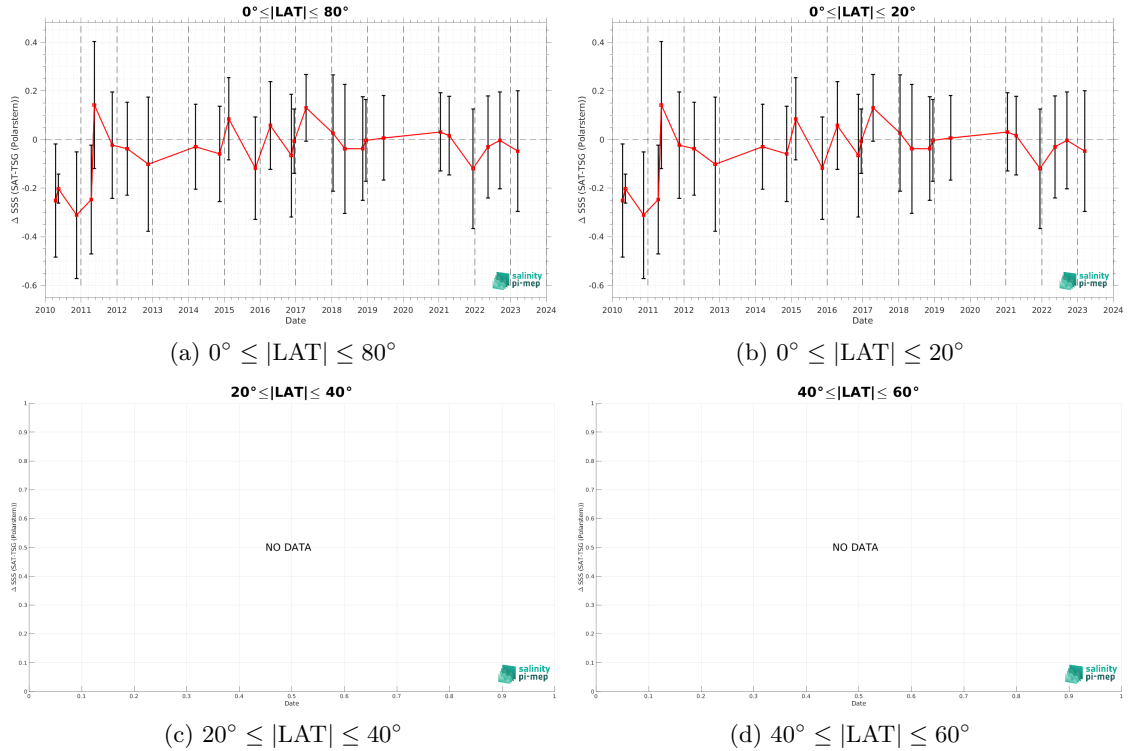 0°≤|LAT|≤ 80°
Δ SSS (SAT-TSG (Polarstern))
0.4
0.2
0
-0.2
-0.4
-0.6
2010 2011 2012 2013 2014 2015 2016 2017 2018 2019 2020 2021 2022 2023 2024
Date
salinity
pi-mep
(a) 0° ≤ |LAT| ≤ 80°
0°≤|LAT|≤ 20°
Δ SSS (SAT-TSG (Polarstern))
0.4
0.2
0
-0.2
-0.4
-0.6
2010 2011 2012 2013 2014 2015 2016 2017 2018 2019 2020 2021 2022 2023 2024
Date
salinity
pi-mep
(b) 0° ≤ |LAT| ≤ 20°
20°≤|LAT|≤ 40°
Δ SSS (SAT-TSG (Polarstern))
1
0.9
0.8
0.7
0.6
0.5
0.4
0.3
0.2
0.1
0
NO DATA
0 0.1 0.2 0.3 0.4 0.5 0.6 0.7 0.8 0.9 1
Date
salinity
pi-mep
(c) 20° ≤ |LAT| ≤ 40°
40°≤|LAT|≤ 60°
Δ SSS (SAT-TSG (Polarstern))
1
0.9
0.8
0.7
0.6
0.5
0.4
0.3
0.2
0.1
0
NO DATA
0 0.1 0.2 0.3 0.4 0.5 0.6 0.7 0.8 0.9 1
Date
salinity
pi-mep
(d) 40° ≤ |LAT| ≤ 60°